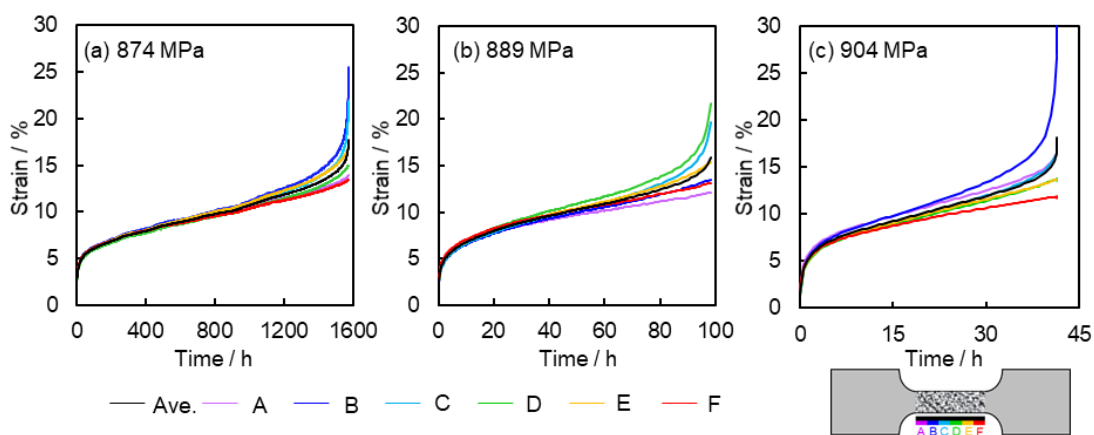 (a) 874 MPa
Strain / %
30
25
20
15
10
5
0
0 400 800 1200 1600
Time / h
(b) 889 MPa
Strain / %
30
25
20
15
10
5
0
0 20 40 60 80 100
Time / h
(c) 904 MPa
Strain / %
30
25
20
15
10
5
0
0 15 30 45
Time / h
Ave. A B C D E F
A B C D E F